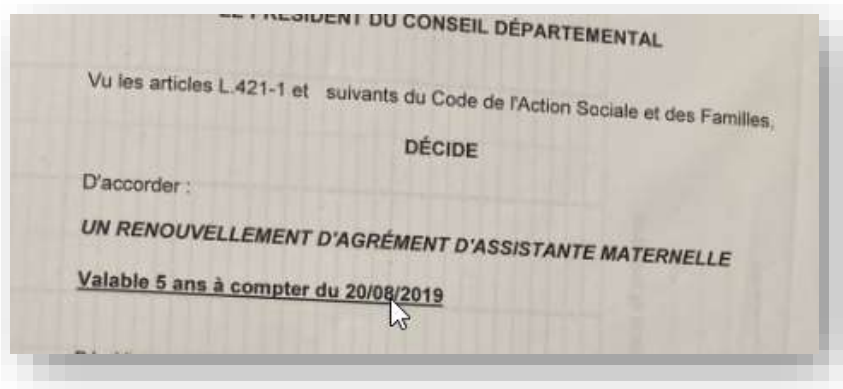 PRÉSIDENT DU CONSEIL DÉPARTEMENTAL
Vu les articles L.421-1 et suivants du Code de l'Action Sociale et des Familles,
DÉCIDE
D'accorder :
UN RENOUVELLEMENT D'AGRÉMENT D'ASSISTANTE MATERNELLE
Valable 5 ans à compter du 20/08/2019